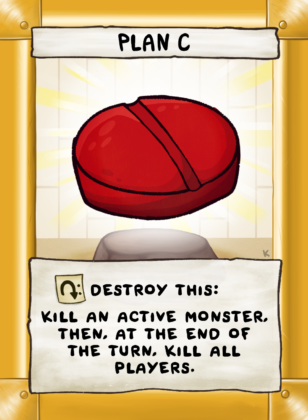 PLAN C
DESTROY THIS:
KILL AN ACTIVE MONSTER.
THEN, AT THE END OF
THE TURN, KILL ALL
PLAYERS.